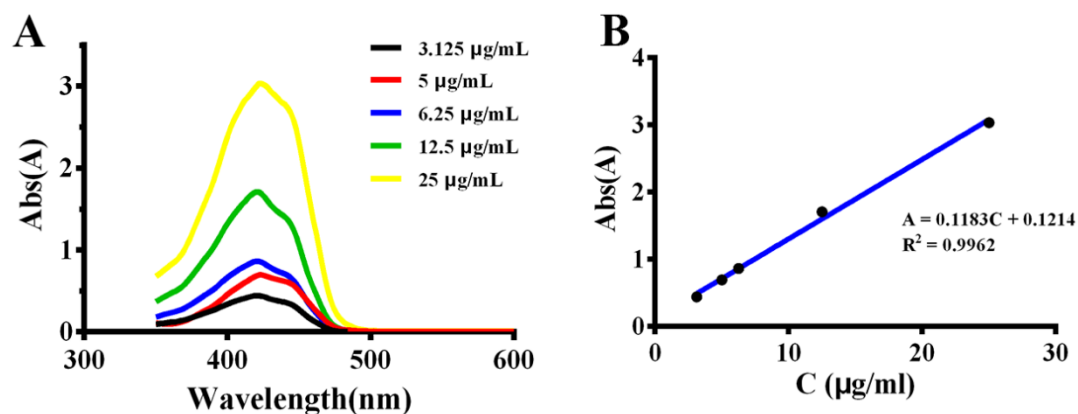 A
3.125 μg/mL
5 μg/mL
6.25 μg/mL
12.5 μg/mL
25 μg/mL
Abs(A)
3
2
1
0
300
400
500
600
Wavelength(nm)
B
Abs(A)
4
3
2
1
0
A = 0.1183C + 0.1214
R² = 0.9962
0
10
20
30
C (μg/ml)